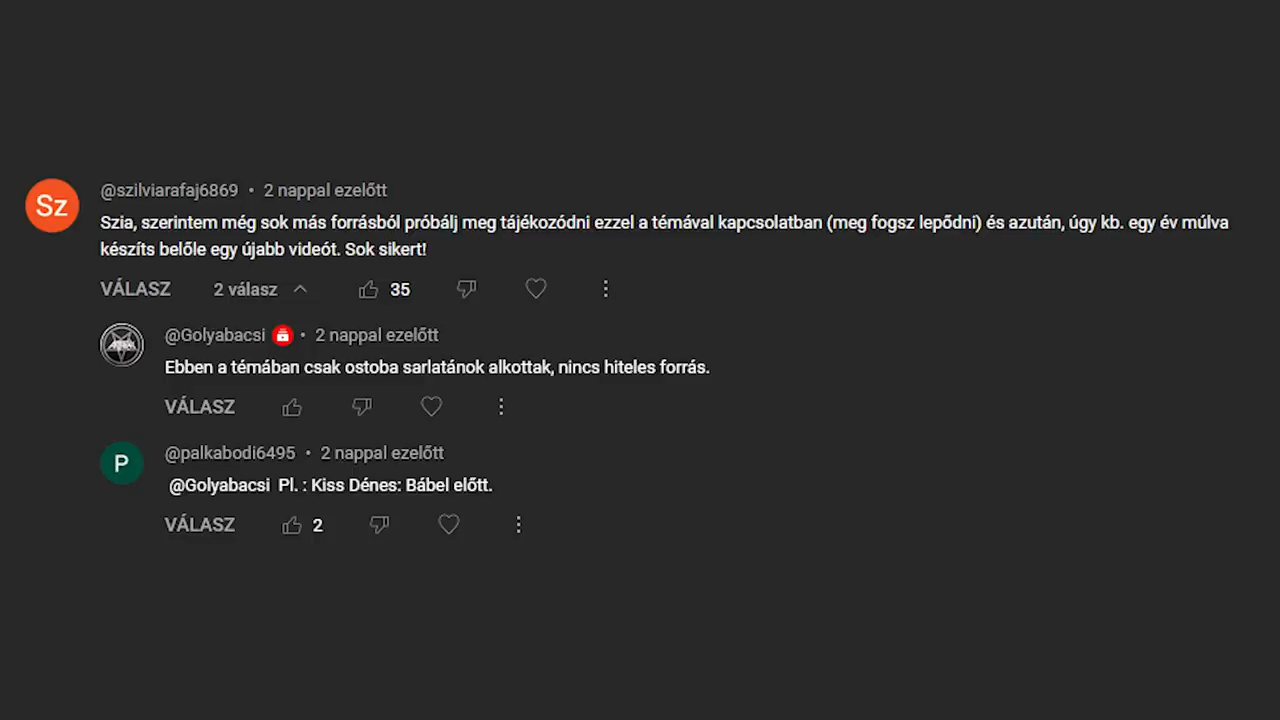 Sz
@szilviarafaj6869 • 2 nappal ezelőtt
Szia, szerintem még sok más forrásból próbálj meg tájékozódni ezzel a témával kapcsolatban (meg fogsz lepődni) és azután, úgy kb. egy év múlva
készíts belőle egy újabb videót. Sok sikert!
VÁLASZ 2 válasz 35
@Golyabacsi • 2 nappal ezelőtt
Ebben a témában csak ostoba sarlatánok alkottak, nincs hiteles forrás.
VÁLASZ
P
@palkabodi6495 • 2 nappal ezelőtt
@Golyabacsi Pl. : Kiss Dénes: Bábel előtt.
VÁLASZ 2